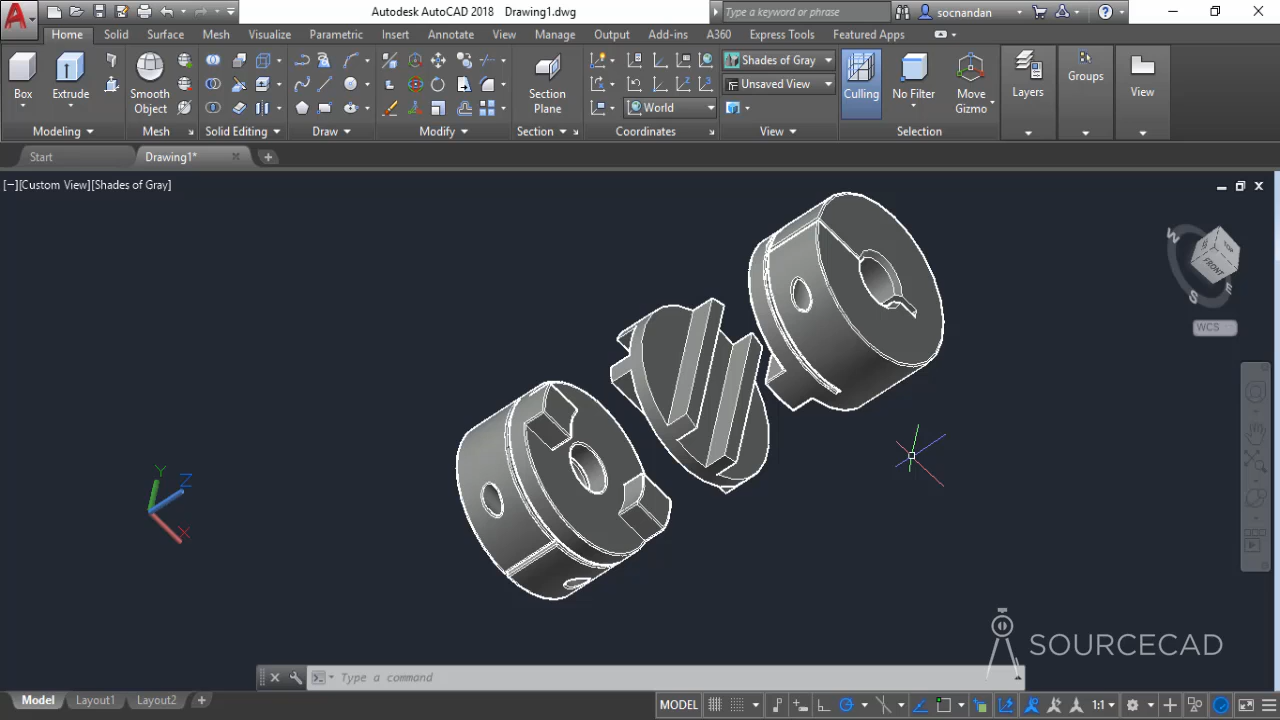 Autodesk AutoCAD 2018 Drawing1.dwg
Type a keyword or phrase
socnandan
Home Solid Surface Mesh Visualize Parametric Insert Annotate View Manage Output Add-ins A360 Express Tools Featured Apps
Box
Extrude
Smooth
Object
Section
Plane
World
Shades of Gray
Unsaved View
Culling
No Filter
Move
Gizmo
Layers
Groups
View
Modeling
Mesh
Solid Editing
Draw
Modify
Section
Coordinates
View
Selection
Start
Drawing1*
[−][Custom View][Shades of Gray]
W
TOP
FRONT
E
S
WCS
Y
Z
X
SOURCECAD
Type a command
Model Layout1 Layout2
MODEL
1:1